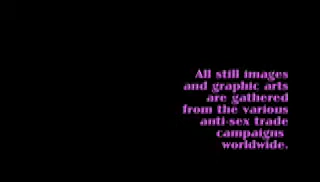 All still images
and graphic arts
are gathered
from the various
anti-sex trade
campaigns
worldwide.